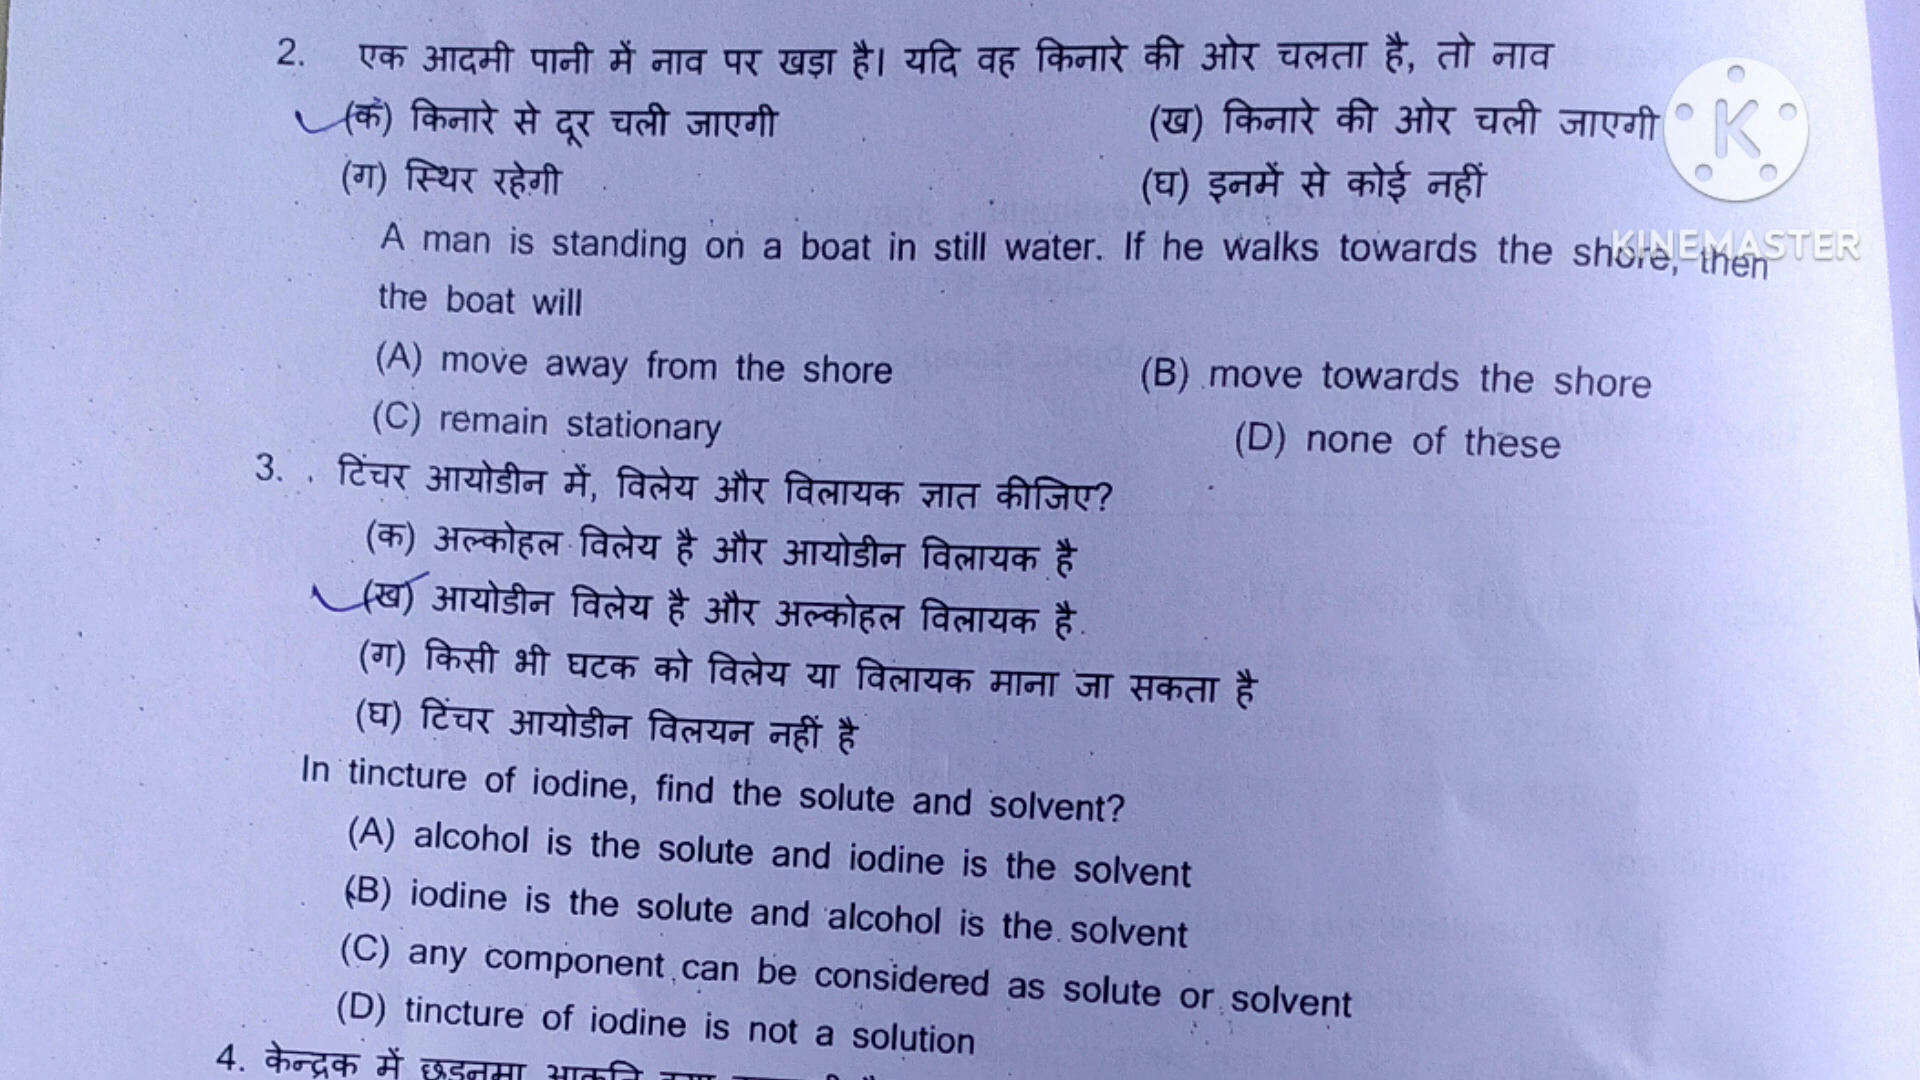 2. एक आदमी पानी में नाव पर खड़ा है। यदि वह किनारे की ओर चलता है, तो नाव
(क) किनारे से दूर चली जाएगी (ख) किनारे की ओर चली जाएगी
(ग) स्थिर रहेगी (घ) इनमें से कोई नहीं
A man is standing on a boat in still water. If he walks towards the shore, then
the boat will
(A) move away from the shore (B) move towards the shore
(C) remain stationary (D) none of these
3. टिंचर आयोडीन में, विलेय और विलायक ज्ञात कीजिए?
(क) अल्कोहल विलेय है और आयोडीन विलायक है
(ख) आयोडीन विलेय है और अल्कोहल विलायक है.
(ग) किसी भी घटक को विलेय या विलायक माना जा सकता है
(घ) टिंचर आयोडीन विलयन नहीं है
In tincture of iodine, find the solute and solvent?
(A) alcohol is the solute and iodine is the solvent
(B) iodine is the solute and alcohol is the solvent
(C) any component can be considered as solute or solvent
(D) tincture of iodine is not a solution
4. केन्द्रक में
K
KINEMASTER